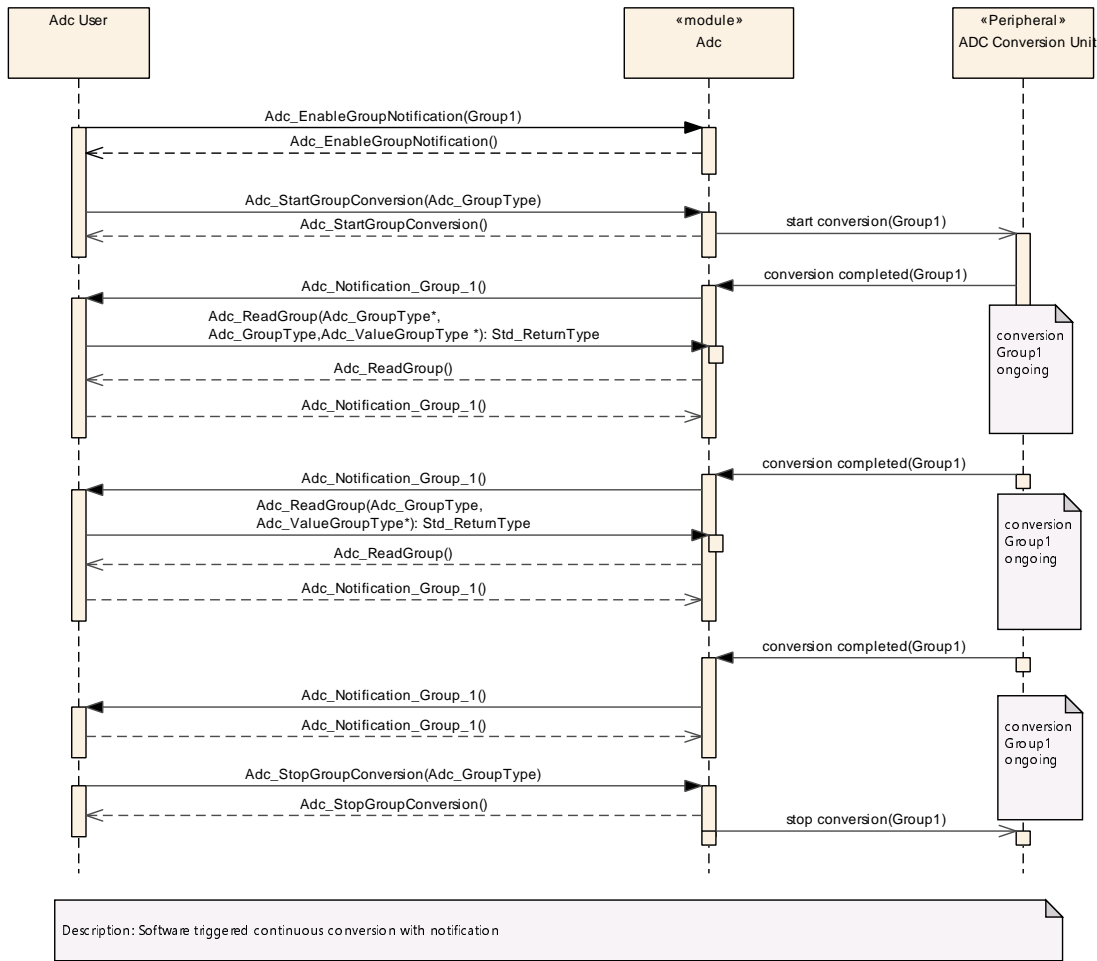 Adc User
«module»
Adc
«Peripheral»
ADC Conversion Unit
Adc_EnableGroupNotification(Group1)
Adc_EnableGroupNotification()
Adc_StartGroupConversion(Adc_GroupType)
Adc_StartGroupConversion()
start conversion(Group1)
conversion completed(Group1)
Adc_Notification_Group_1()
Adc_ReadGroup(Adc_GroupType*,
Adc_GroupType,Adc_ValueGroupType *): Std_ReturnType
conversion
Group1
ongoing
Adc_ReadGroup()
Adc_Notification_Group_1()
conversion completed(Group1)
Adc_Notification_Group_1()
Adc_ReadGroup(Adc_GroupType,
Adc_ValueGroupType*): Std_ReturnType
conversion
Group1
ongoing
Adc_ReadGroup()
Adc_Notification_Group_1()
conversion completed(Group1)
Adc_Notification_Group_1()
Adc_Notification_Group_1()
conversion
Group1
ongoing
Adc_StopGroupConversion(Adc_GroupType)
Adc_StopGroupConversion()
stop conversion(Group1)
Description: Software triggered continuous conversion with notification